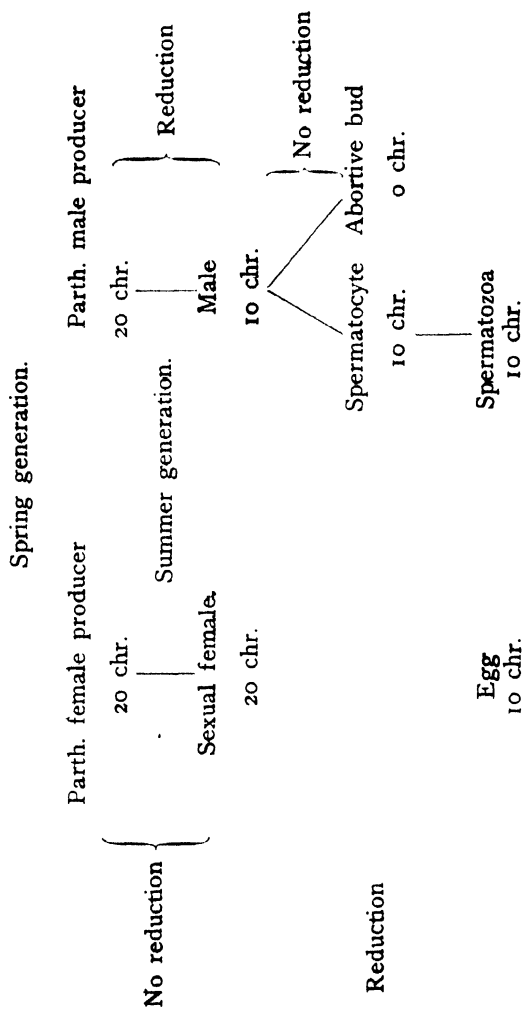 Spring generation.
Parth. female producer
20 chr.
Parth. male producer
20 chr.
No reduction
Reduction
Summer generation.
Sexual female.
20 chr.
Male
10 chr.
Reduction
No reduction
Spermatocyte
10 chr.
Abortive bud
0 chr.
Egg
10 chr.
Spermatozoa
10 chr.